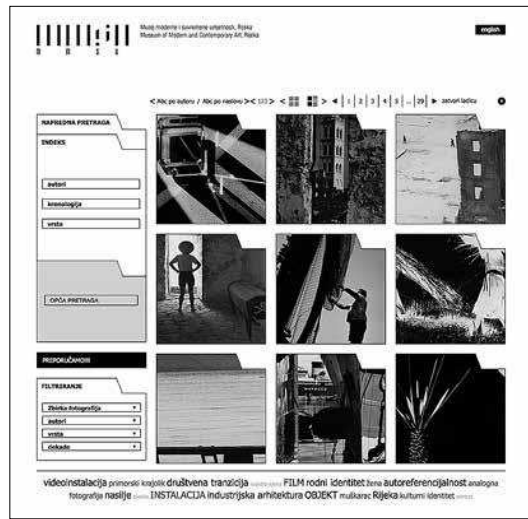 Muzej moderne i suvremene umjetnosti, Rijeka
Museum of Modern and Contemporary Art, Rijeka
english
< Abc po autoru / Abc po naslovu > < 123 > < > ◄ | 1 | 2 | 3 | 4 | 5 | ... | 29 | ► zatvori ladicu
NAPREDNA PRETRAGA
INDEKS
autori
kronologija
vrsta
OPĆA PRETRAGA
PREPORUČAMO!!!
FILTRIRANJE
Zbirka fotografija
autori
vrsta
dekade
videoinstalacija primorski krajolik društvena tranzicija FILM rodni identitet žena autoreferencijalnost analogna
fotografija nasilje INSTALACIJA industrijska arhitektura OBJEKT muškarac Rijeka kulturni identitet